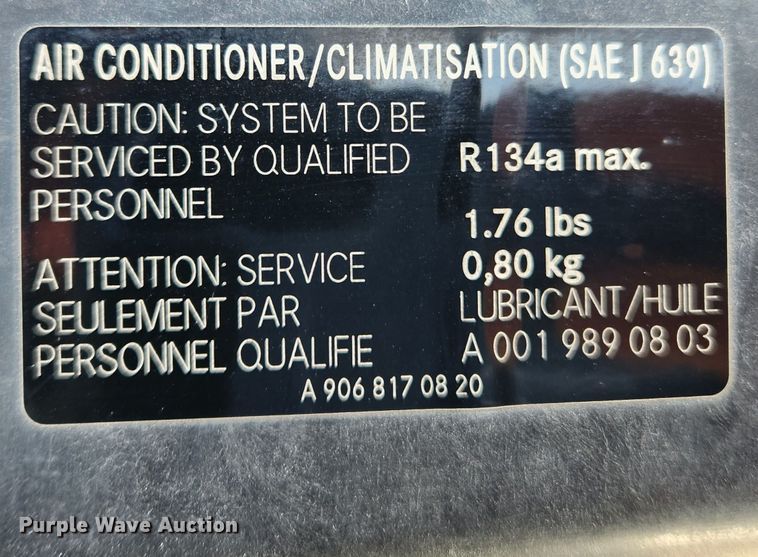 AIR CONDITIONER/CLIMATISATION (SAE J 639)
CAUTION: SYSTEM TO BE
SERVICED BY QUALIFIED
PERSONNEL
R134a max.
1.76 lbs
0,80 kg
ATTENTION: SERVICE
SEULEMENT PAR
PERSONNEL QUALIFIE
LUBRICANT/HUILE
A 001 989 08 03
A 906 817 08 20
Purple Wave Auction